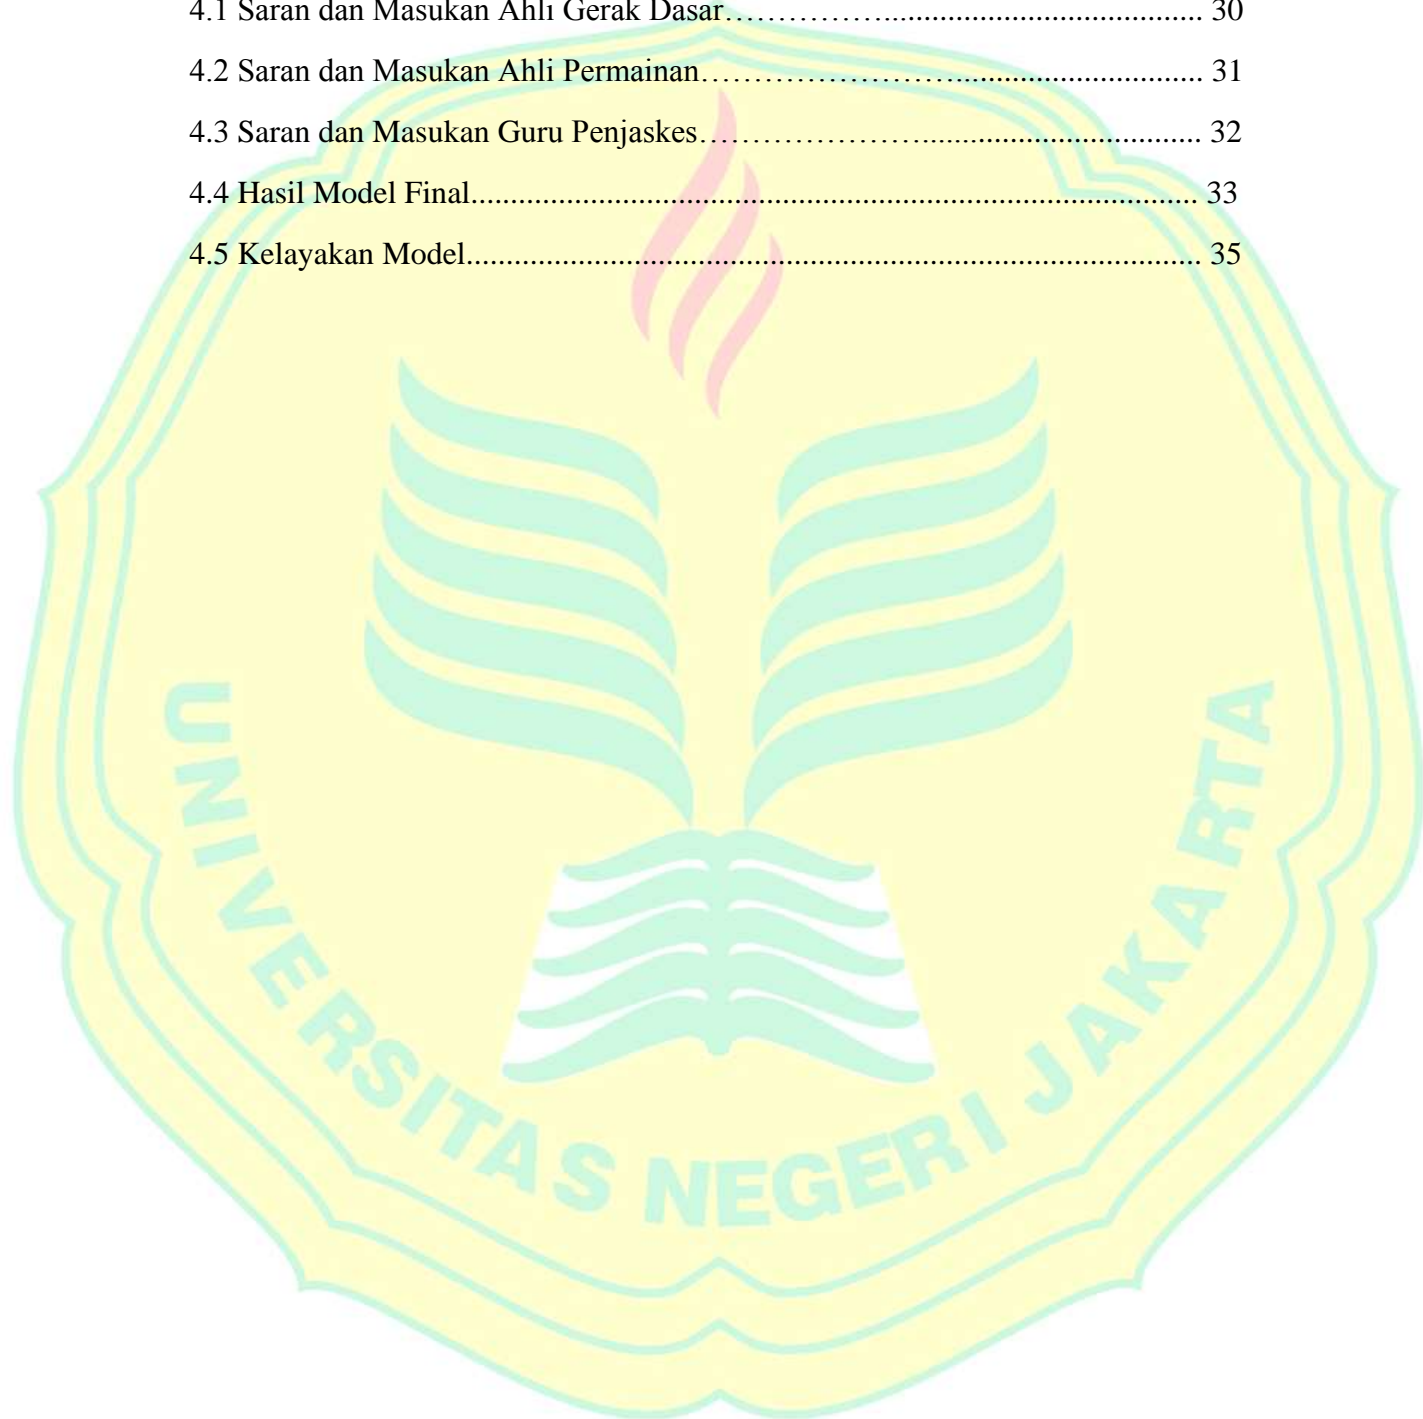 4.1 Saran dan Masukan Ahli Gerak Dasar……………...................................... 30
4.2 Saran dan Masukan Ahli Permainan……………………............................. 31
4.3 Saran dan Masukan Guru Penjaskes…………………................................. 32
4.4 Hasil Model Final........................................................................................ 33
4.5 Kelayakan Model......................................................................................... 35
UNIVERSITAS NEGERI JAKARTA